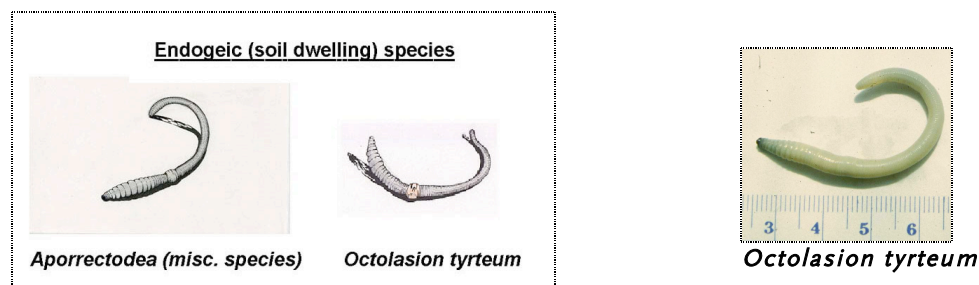 Endogeic (soil dwelling) species
Aporrectodea (misc. species)
Octolasion tyrteum
3 4 5 6
Octolasion tyrteum